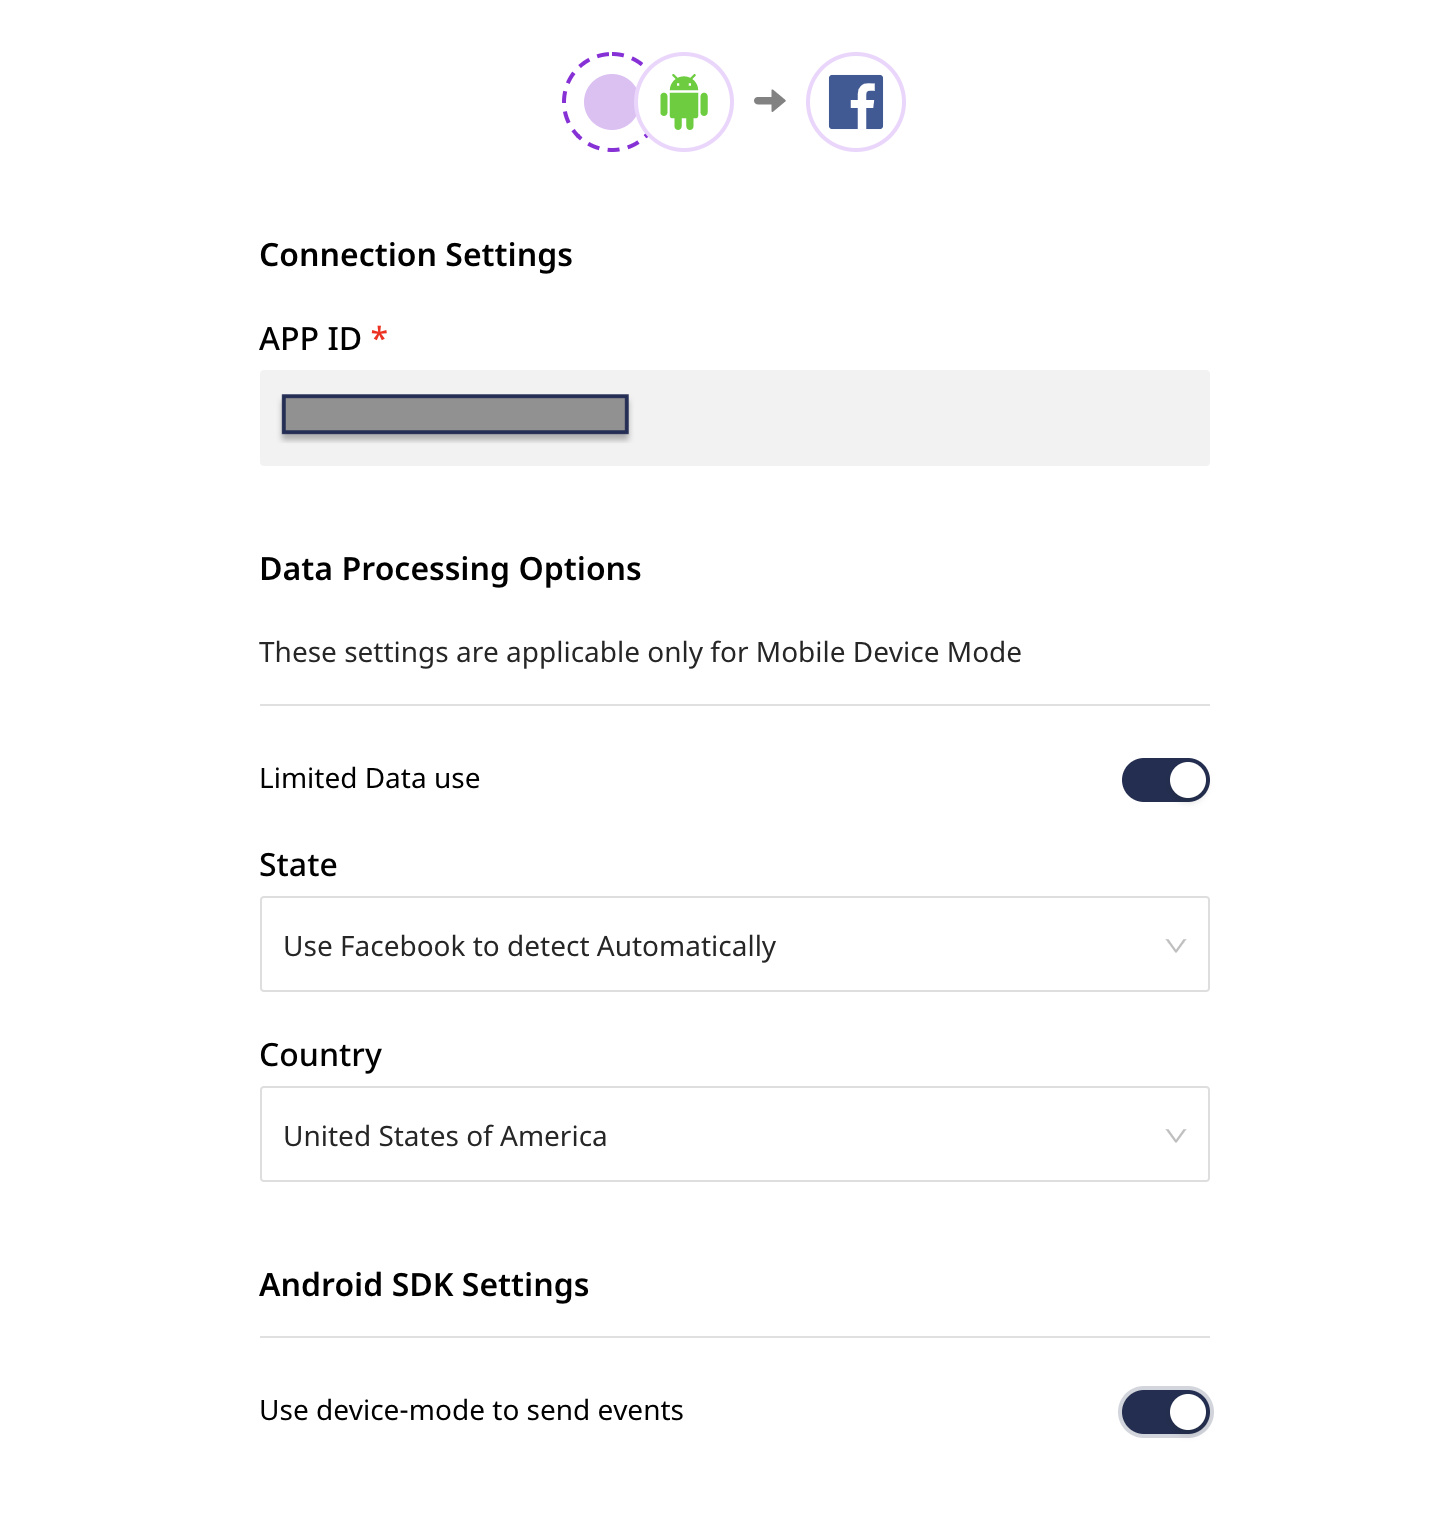 Connection Settings
APP ID *
Data Processing Options
These settings are applicable only for Mobile Device Mode
Limited Data use
State
Use Facebook to detect Automatically
Country
United States of America
Android SDK Settings
Use device-mode to send events